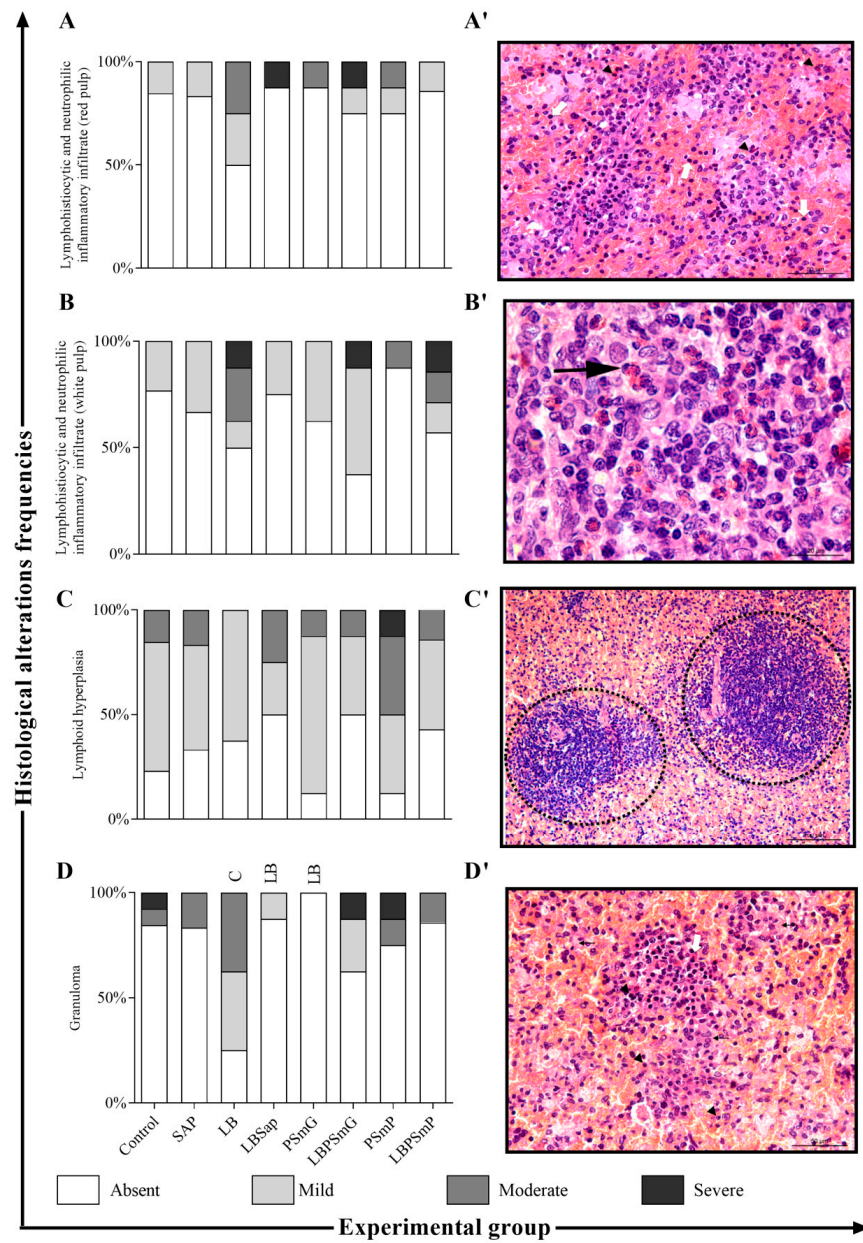 A
A'
100%
50%
0%
Lymphohistiocytic and neutrophilic
inflammatory infiltrate (red pulp)
B
B'
100%
50%
0%
Lymphohistiocytic and neutrophilic
inflammatory infiltrate (white pulp)
C
C'
100%
50%
0%
Lymphoid hyperplasia
D
C
LB
LB
D'
100%
50%
0%
Granuloma
Control
SAP
LB
LBSap
PSmG
LBPSmG
PSmP
LBPSmP
Histological alterations frequencies
Absent
Mild
Moderate
Severe
Experimental group